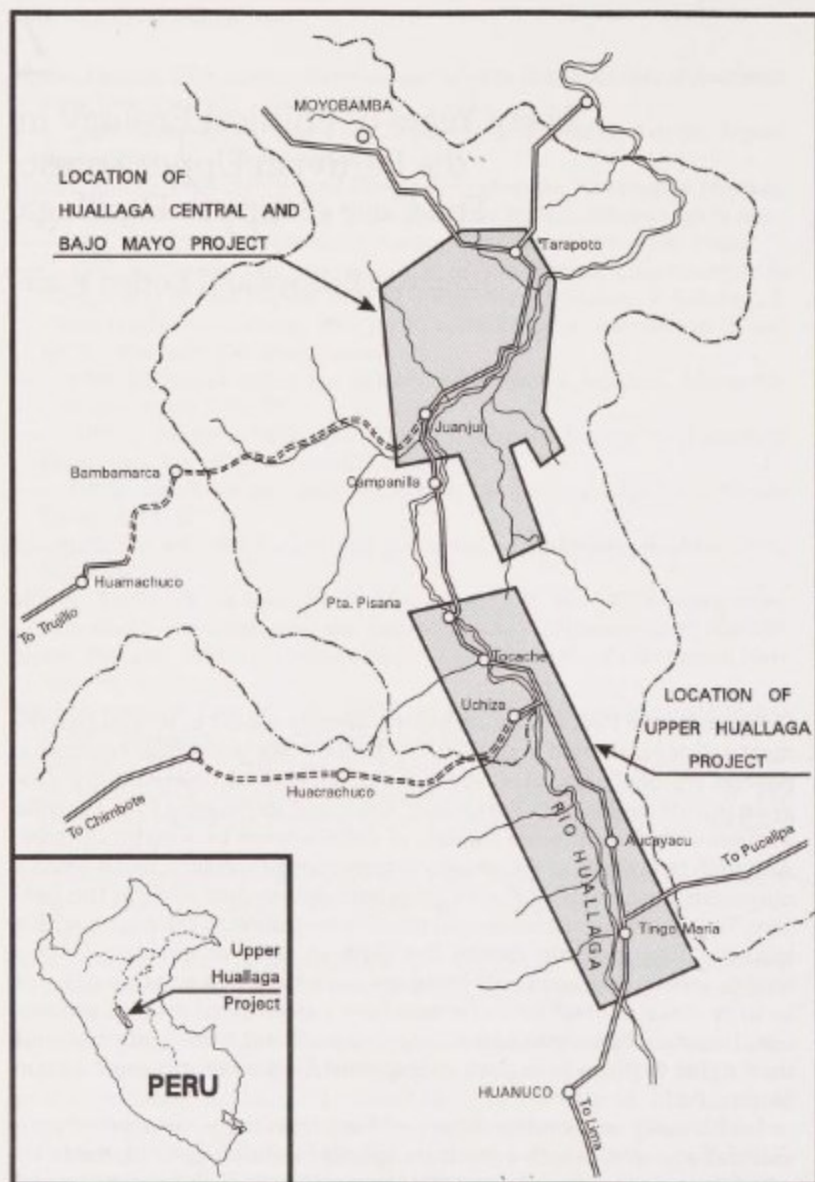 MOYOBAMBA
LOCATION OF
HUALLAGA CENTRAL AND
BAJO MAYO PROJECT
Tarapoto
Juanjui
Bambamarca
Campanilla
Huamachuco
To Trujillo
Pta. Pisana
Tocache
Uchiza
LOCATION OF
UPPER HUALLAGA
PROJECT
Huacrachuco
To Chimbote
RIO HUALLAGA
Aucayacu
To Pucallpa
Tingo Maria
HUANUCO
To Lima
Upper
Huallaga
Project
PERU